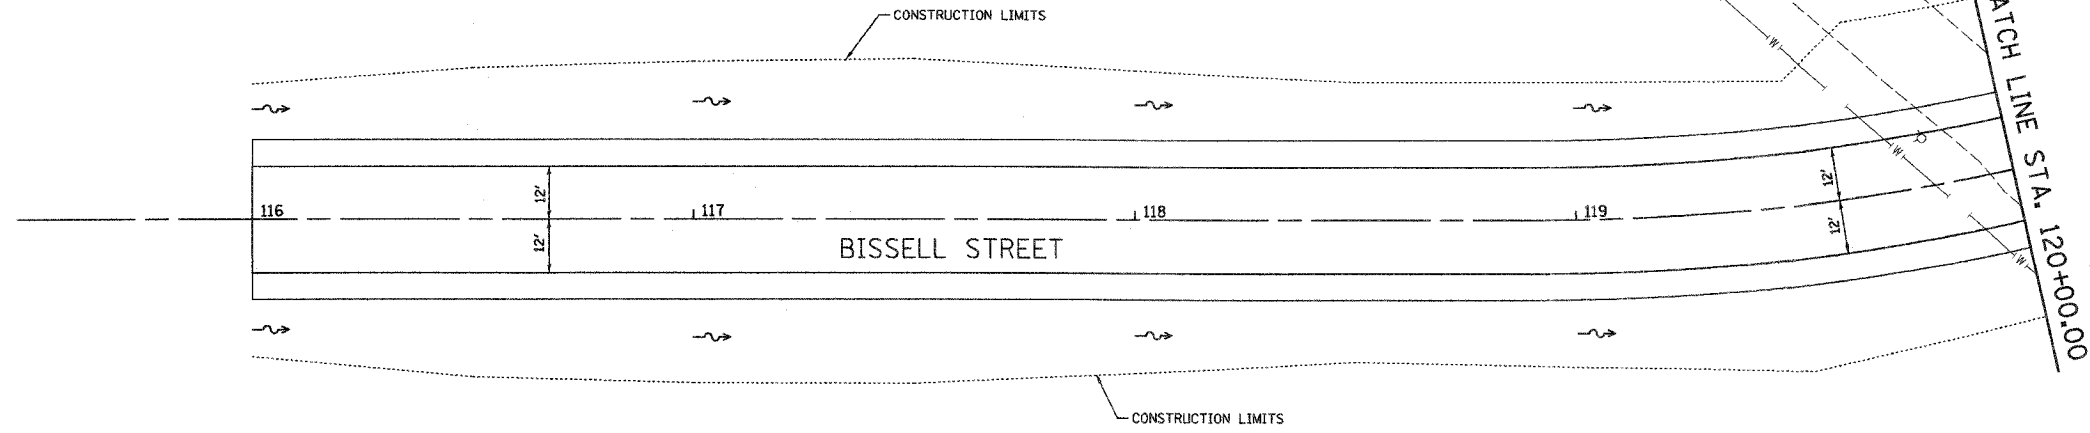 CONSTRUCTION LIMITS
W
ATCH LINE STA. 120+00.00
P
W
12'
12'
116
117
118
119
12'
12'
BISSELL STREET
W
CONSTRUCTION LIMITS